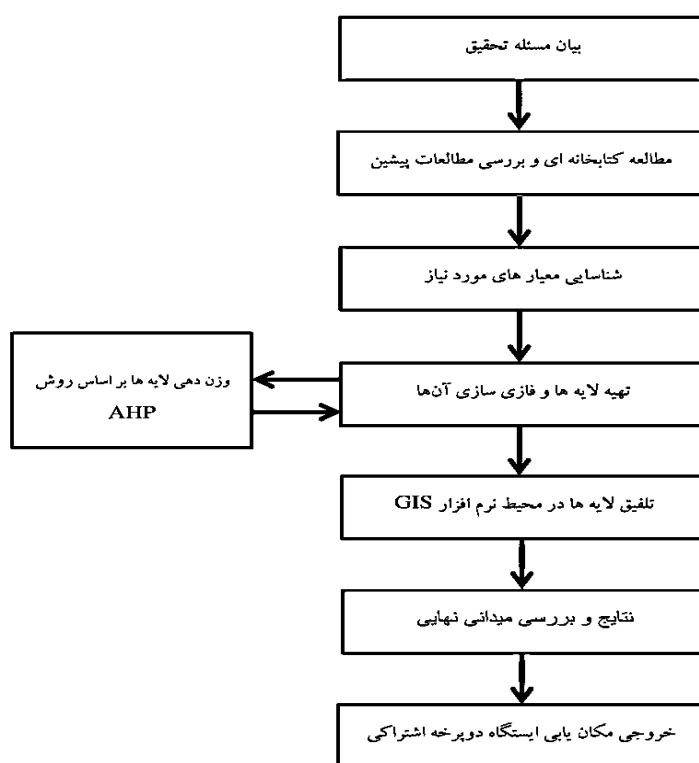 بیان مسئله تحقیق
مطالعه کتابخانه ای و بررسی مطالعات پیشین
شناسایی معیار های مورد نیاز
تهیه لایه ها و فازی سازی آن‌ها
وزن دهی لایه ها بر اساس روش
AHP
تلفیق لایه ها در محیط نرم افزار GIS
نتایج و بررسی میدانی نهایی
خروجی مکان یابی ایستگاه دوچرخه اشتراکی